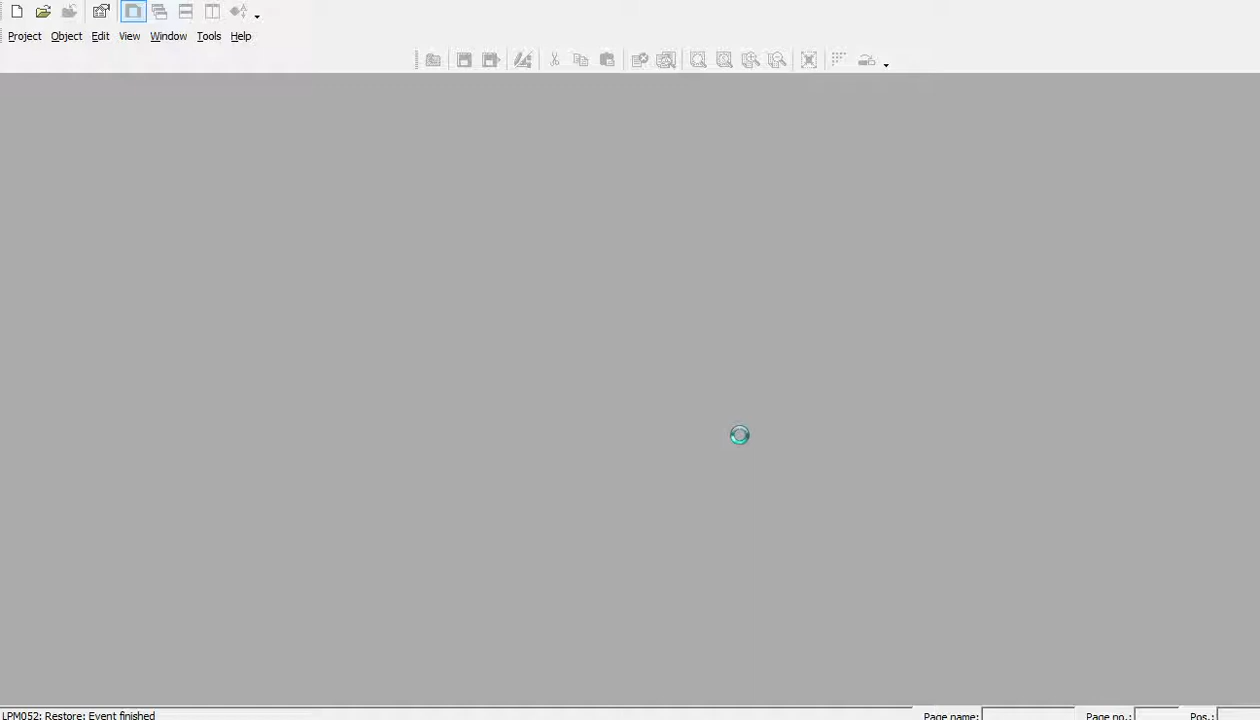 Project Object Edit View Window Tools Help
LPM052: Restore: Event finished Page name: Page no.: Pos.: